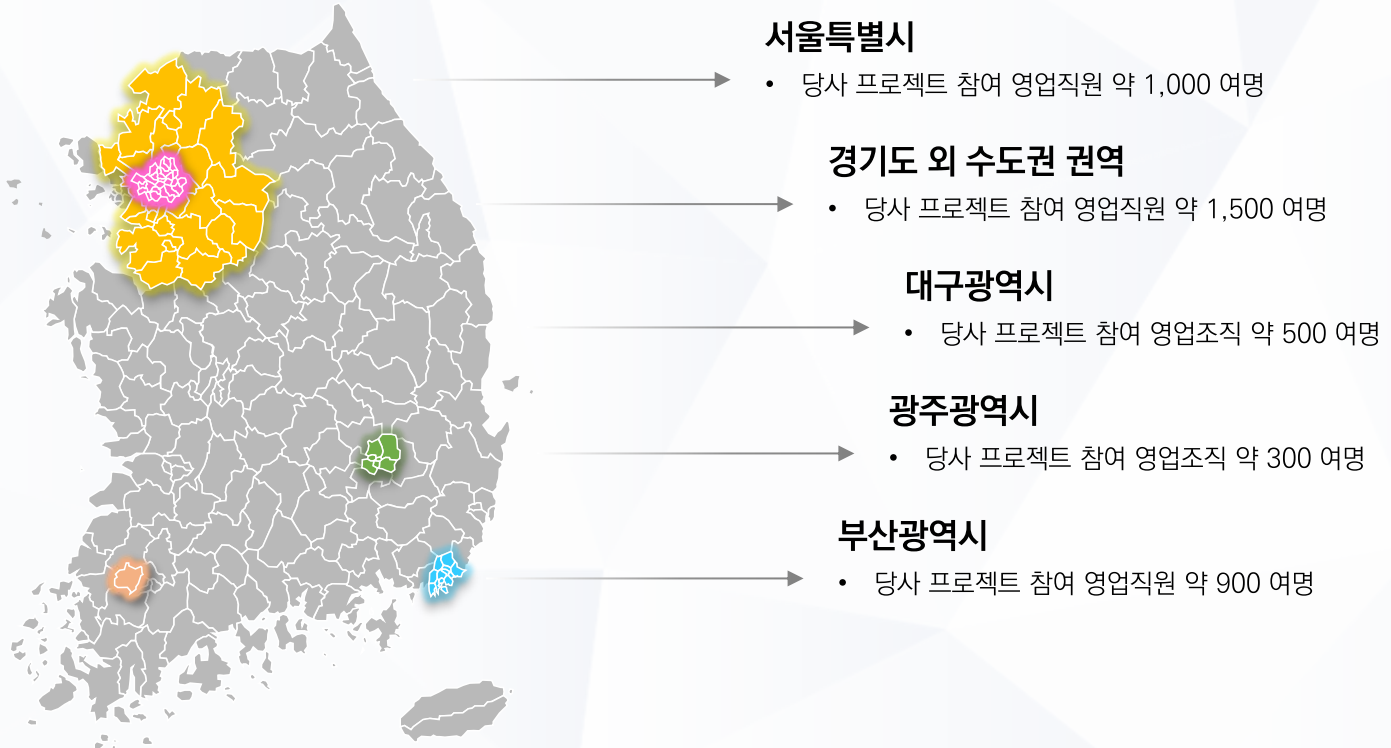 서울특별시
• 당사 프로젝트 참여 영업직원 약 1,000 여명
경기도 외 수도권 권역
• 당사 프로젝트 참여 영업직원 약 1,500 여명
대구광역시
• 당사 프로젝트 참여 영업조직 약 500 여명
광주광역시
• 당사 프로젝트 참여 영업조직 약 300 여명
부산광역시
• 당사 프로젝트 참여 영업직원 약 900 여명